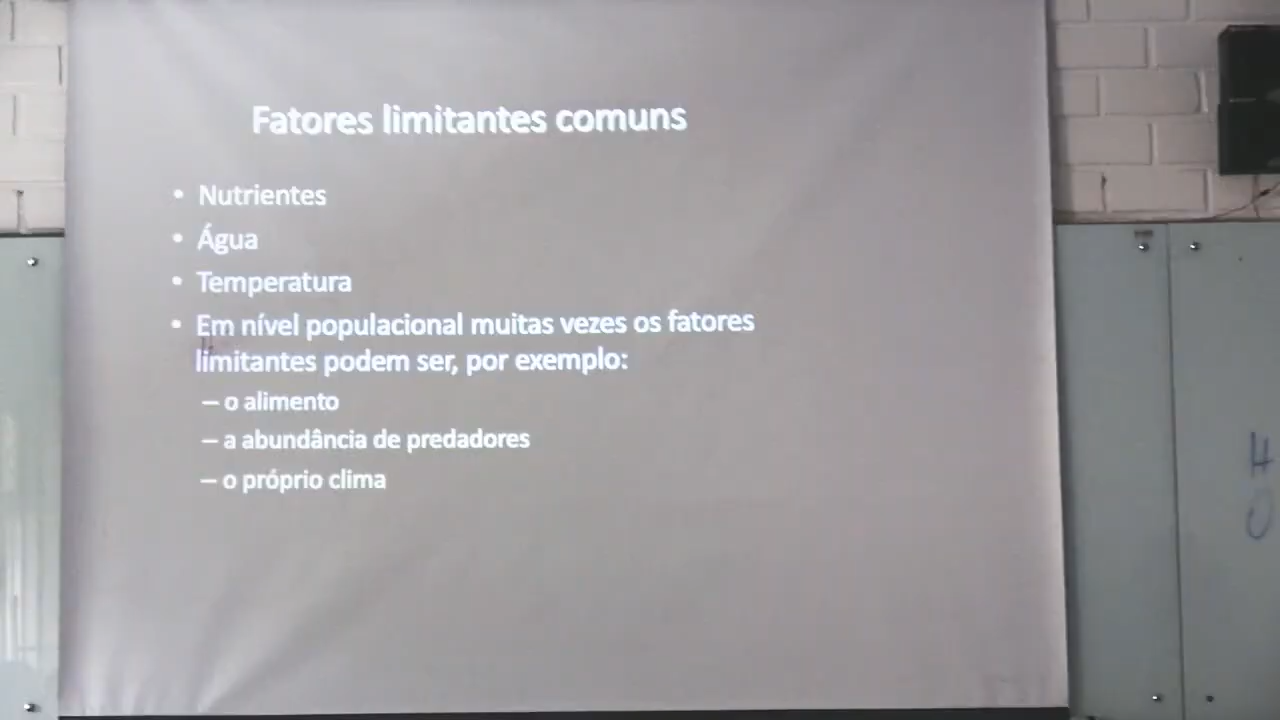 Fatores limitantes comuns
• Nutrientes
• Água
• Temperatura
• Em nível populacional muitas vezes os fatores
limitantes podem ser, por exemplo:
– o alimento
– a abundância de predadores
– o próprio clima